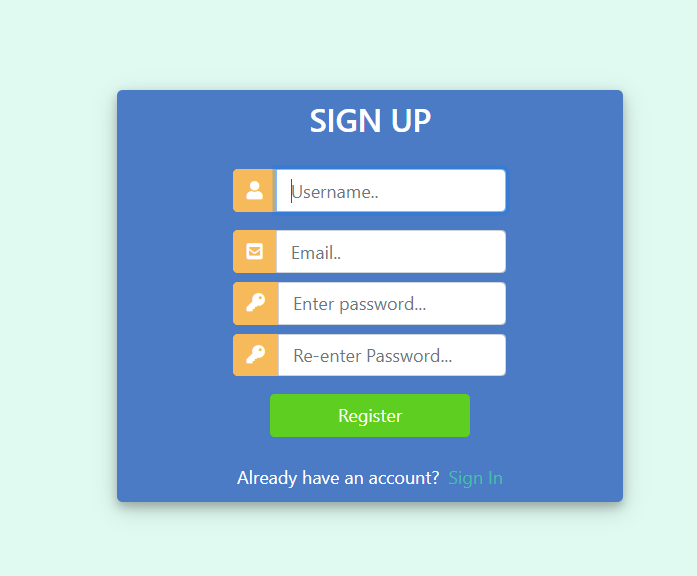 SIGN UP
Username..
Email..
Enter password...
Re-enter Password...
Register
Already have an account? Sign In